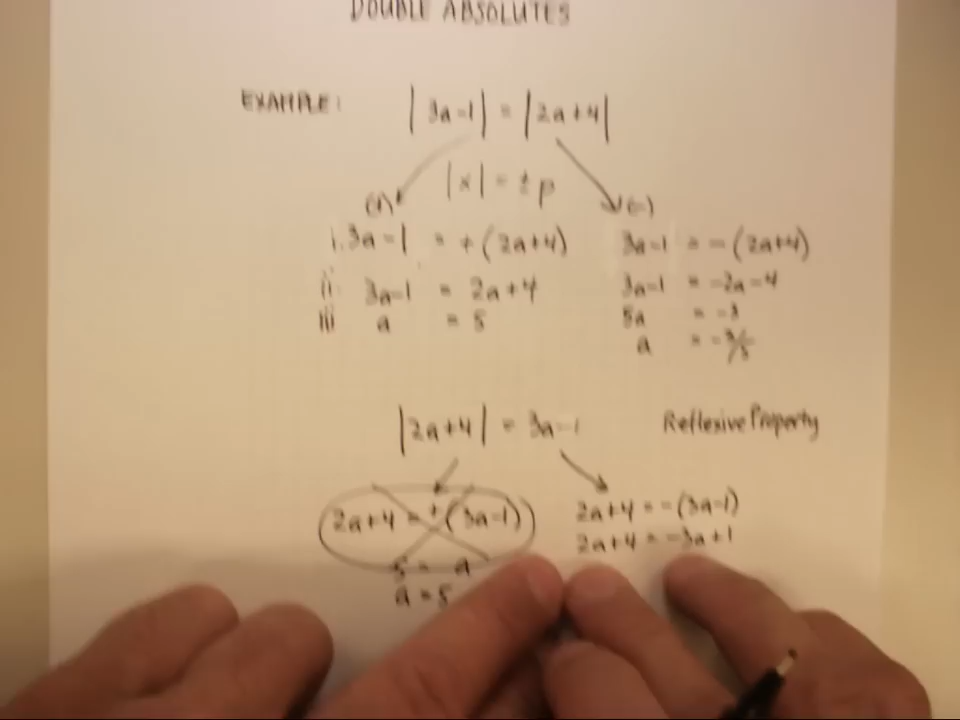 DOUBLE ABSOLUTES
EXAMPLE: |3a-1| = |2a+4|
|x| = ± p
(+) (-)
i. 3a-1 = +(2a+4) 3a-1 = -(2a+4)
ii 3a-1 = 2a+4 3a-1 = -2a-4
iii a = 5 5a = -3
a = -3/5
|2a+4| = 3a-1 Reflexive Property
2a+4 = +(3a-1) 2a+4 = -(3a-1)
2a+4 = -3a+1
5 = a
a = 5